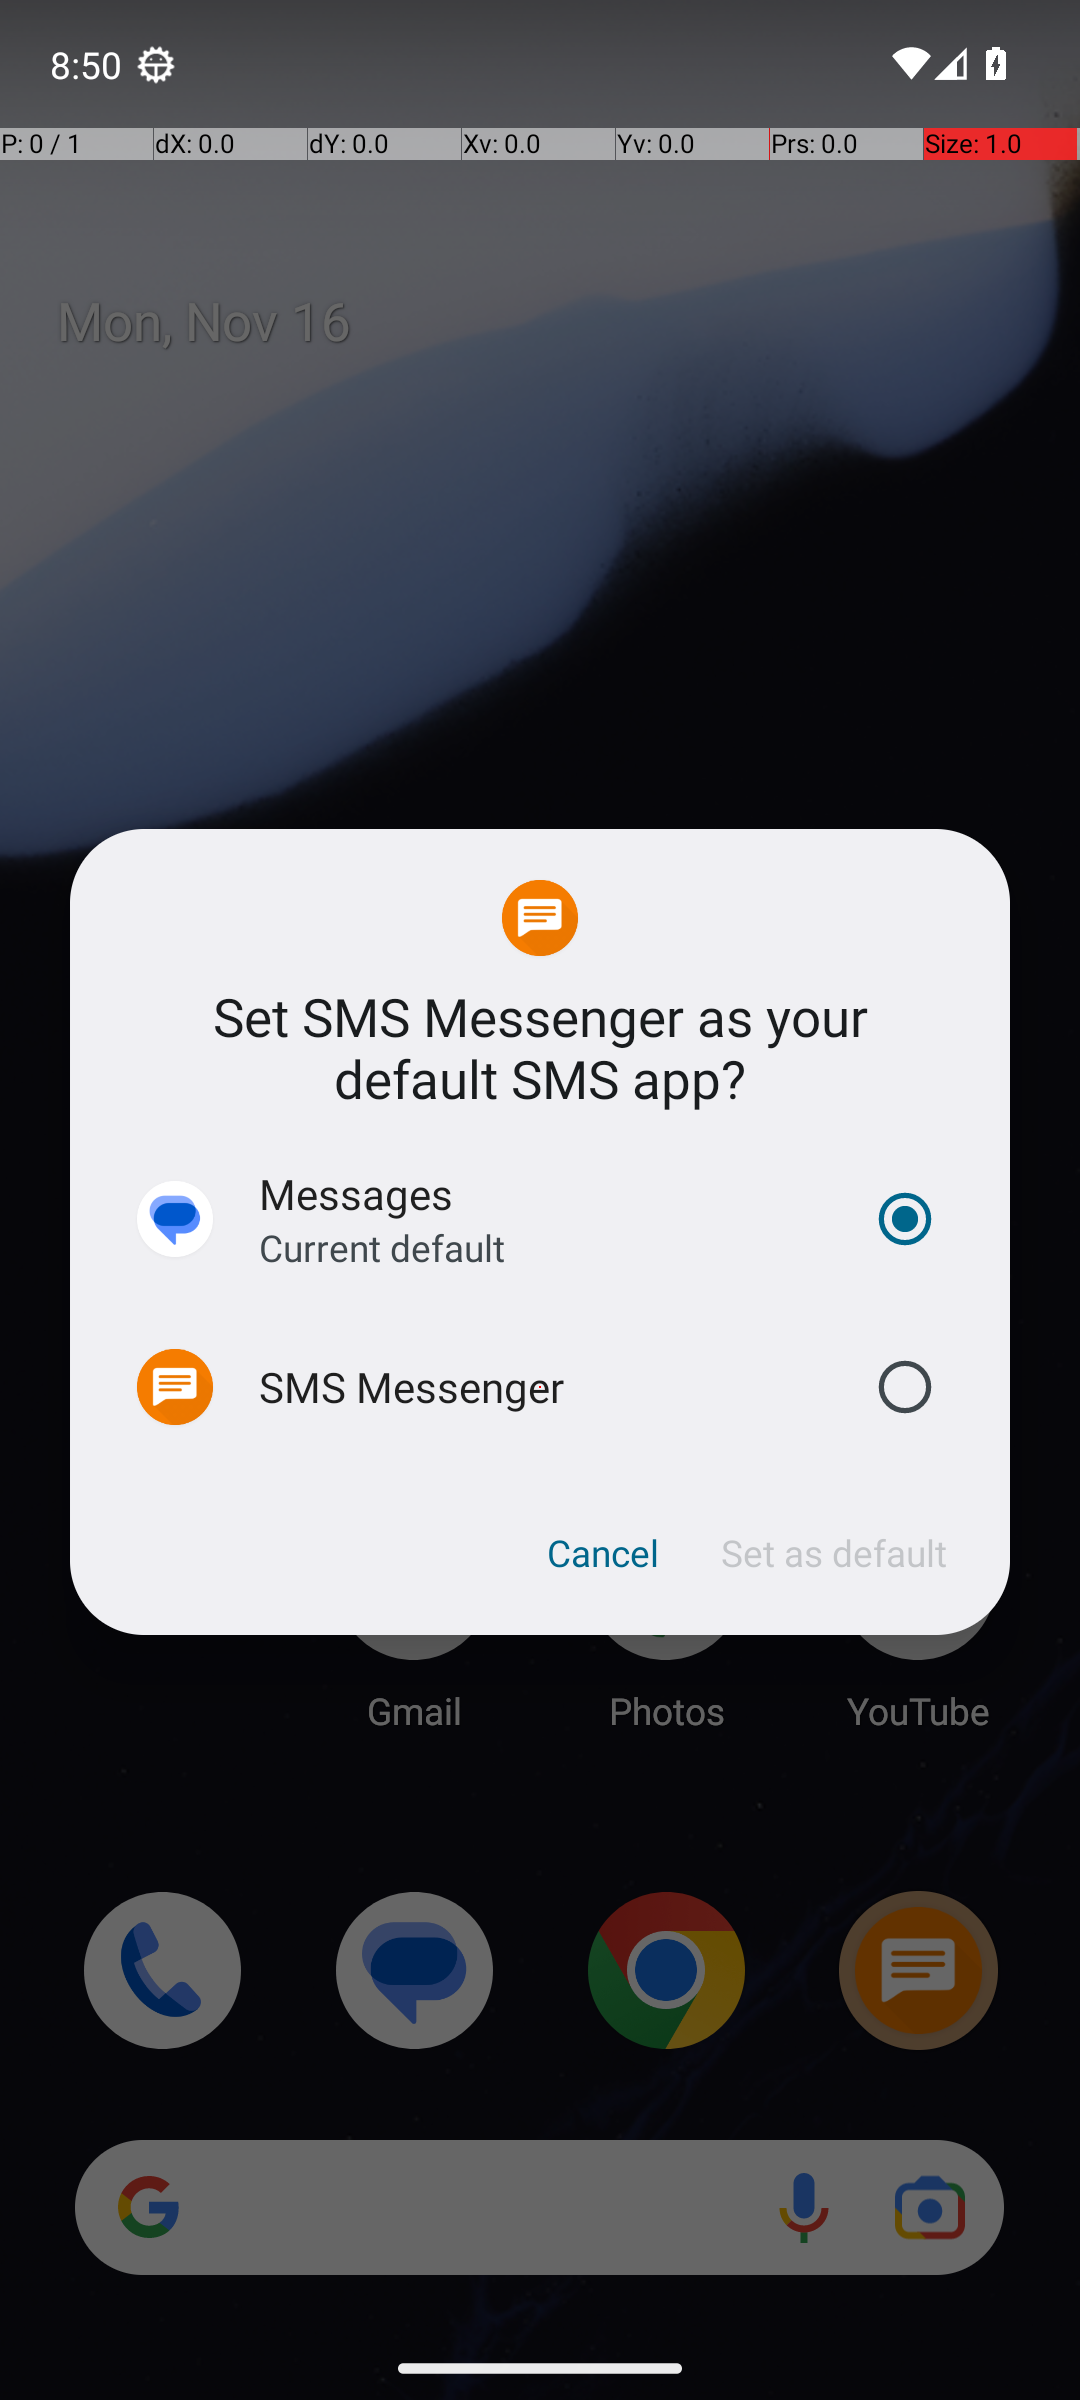 8:50
P: 0 / 1 dX: 0.0 dY: 0.0 Xv: 0.0 Yv: 0.0 Prs: 0.0 Size: 1.0
Mon, Nov 16
Set SMS Messenger as your
default SMS app?
Messages
Current default
SMS Messenger
Cancel Set as default
Gmail Photos YouTube